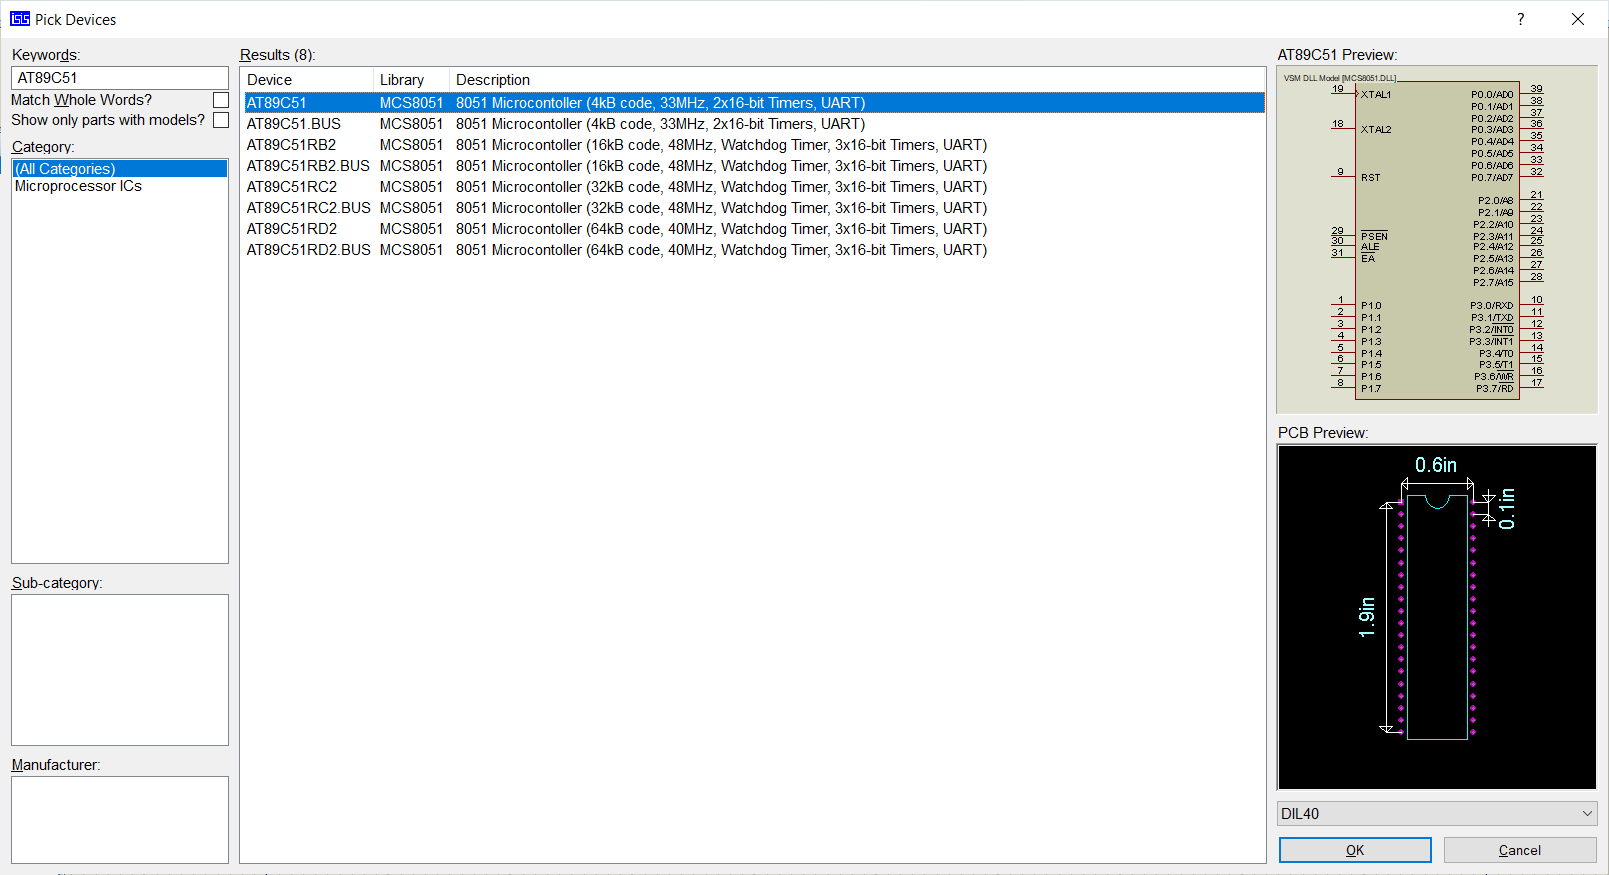 isis Pick Devices
Keywords:
AT89C51
Match Whole Words?
Show only parts with models?
Category:
(All Categories)
Microprocessor ICs
Sub-category:
Manufacturer:
Results (8):
Device Library Description
AT89C51 MCS8051 8051 Microcontoller (4kB code, 33MHz, 2x16-bit Timers, UART)
AT89C51.BUS MCS8051 8051 Microcontoller (4kB code, 33MHz, 2x16-bit Timers, UART)
AT89C51RB2 MCS8051 8051 Microcontoller (16kB code, 48MHz, Watchdog Timer, 3x16-bit Timers, UART)
AT89C51RB2.BUS MCS8051 8051 Microcontoller (16kB code, 48MHz, Watchdog Timer, 3x16-bit Timers, UART)
AT89C51RC2 MCS8051 8051 Microcontoller (32kB code, 48MHz, Watchdog Timer, 3x16-bit Timers, UART)
AT89C51RC2.BUS MCS8051 8051 Microcontoller (32kB code, 48MHz, Watchdog Timer, 3x16-bit Timers, UART)
AT89C51RD2 MCS8051 8051 Microcontoller (64kB code, 40MHz, Watchdog Timer, 3x16-bit Timers, UART)
AT89C51RD2.BUS MCS8051 8051 Microcontoller (64kB code, 40MHz, Watchdog Timer, 3x16-bit Timers, UART)
AT89C51 Preview:
VSM DLL Model [MCS8051.DLL]
19 XTAL1 P0.0/AD0 39
P0.1/AD1 38
P0.2/AD2 37
18 XTAL2 P0.3/AD3 36
P0.4/AD4 35
P0.5/AD5 34
P0.6/AD6 33
9 RST P0.7/AD7 32
P2.0/A8 21
P2.1/A9 22
P2.2/A10 23
29 PSEN P2.3/A11 24
30 ALE P2.4/A12 25
31 EA P2.5/A13 26
P2.6/A14 27
P2.7/A15 28
1 P1.0 P3.0/RXD 10
2 P1.1 P3.1/TXD 11
3 P1.2 P3.2/INT0 12
4 P1.3 P3.3/INT1 13
5 P1.4 P3.4/T0 14
6 P1.5 P3.5/T1 15
7 P1.6 P3.6/WR 16
8 P1.7 P3.7/RD 17
PCB Preview:
0.6in
0.1in
1.9in
DIL40
OK Cancel